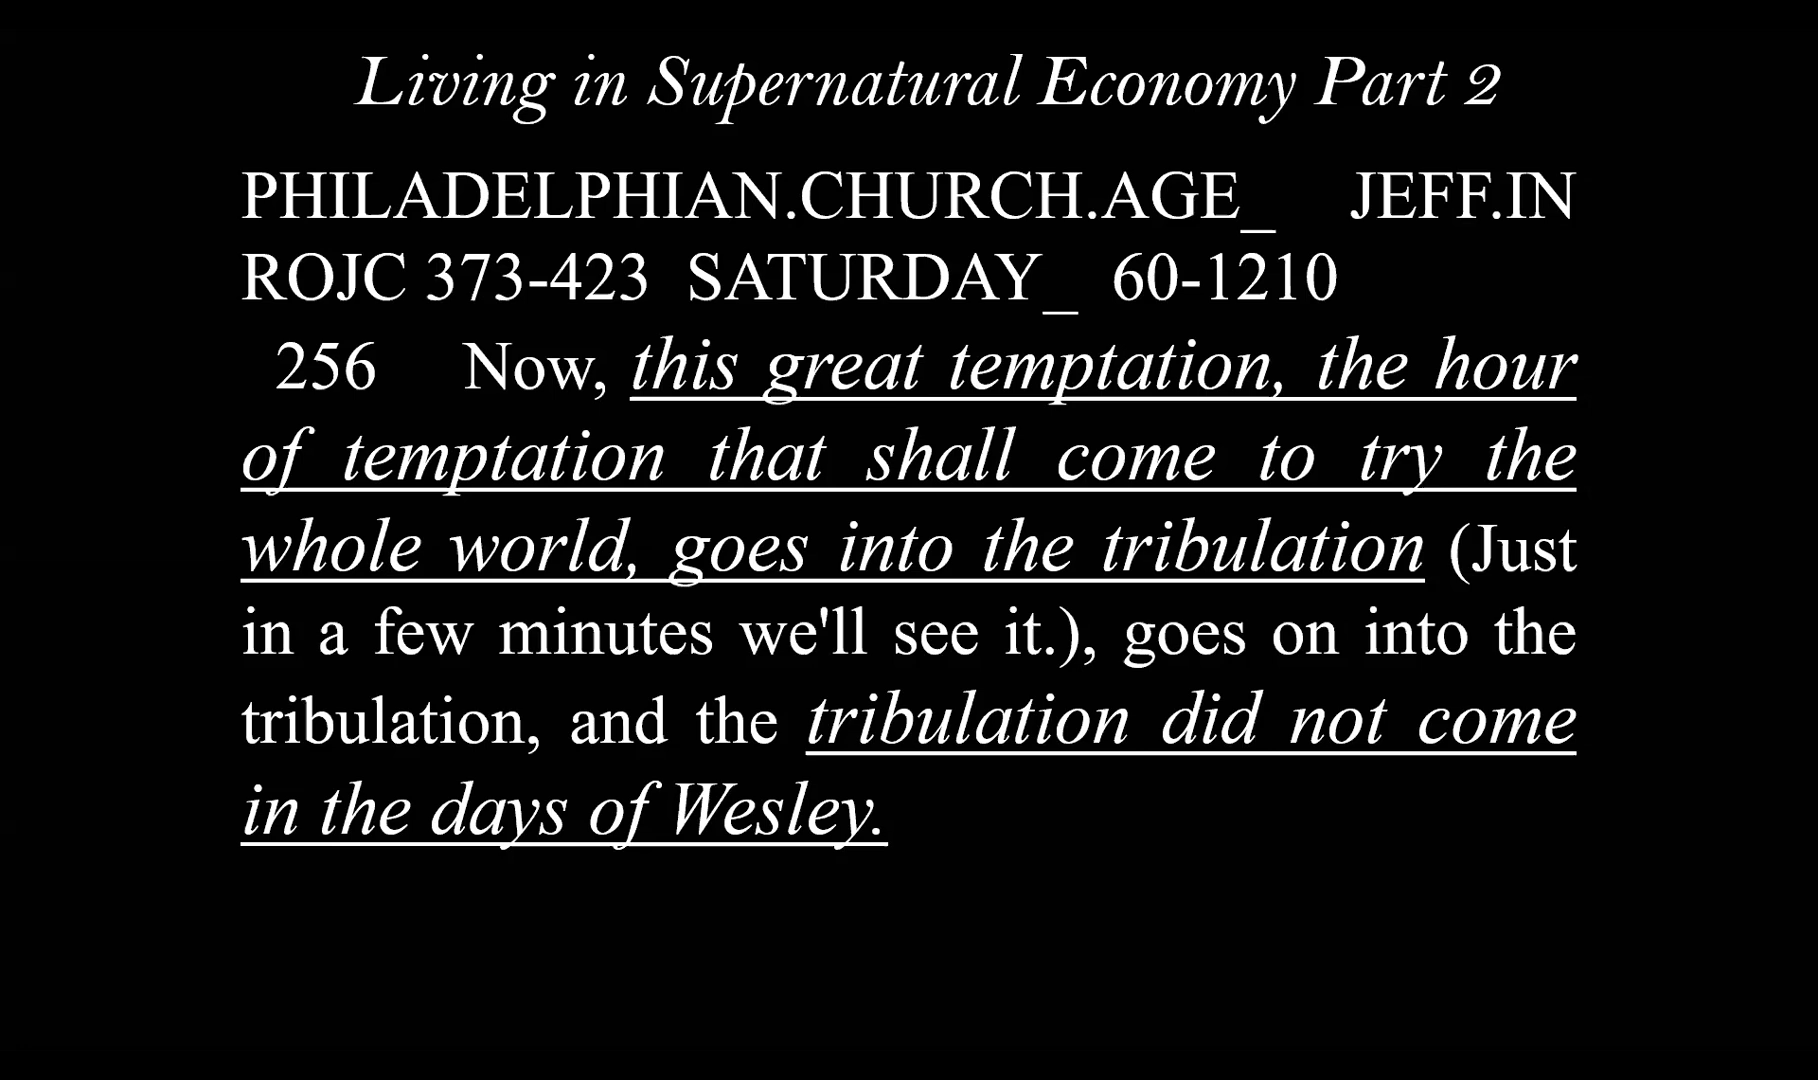 Living in Supernatural Economy Part 2
PHILADELPHIAN.CHURCH.AGE_ JEFF.IN
ROJC 373-423 SATURDAY_ 60-1210
256 Now, this great temptation, the hour
of temptation that shall come to try the
whole world, goes into the tribulation (Just
in a few minutes we'll see it.), goes on into the
tribulation, and the tribulation did not come
in the days of Wesley.